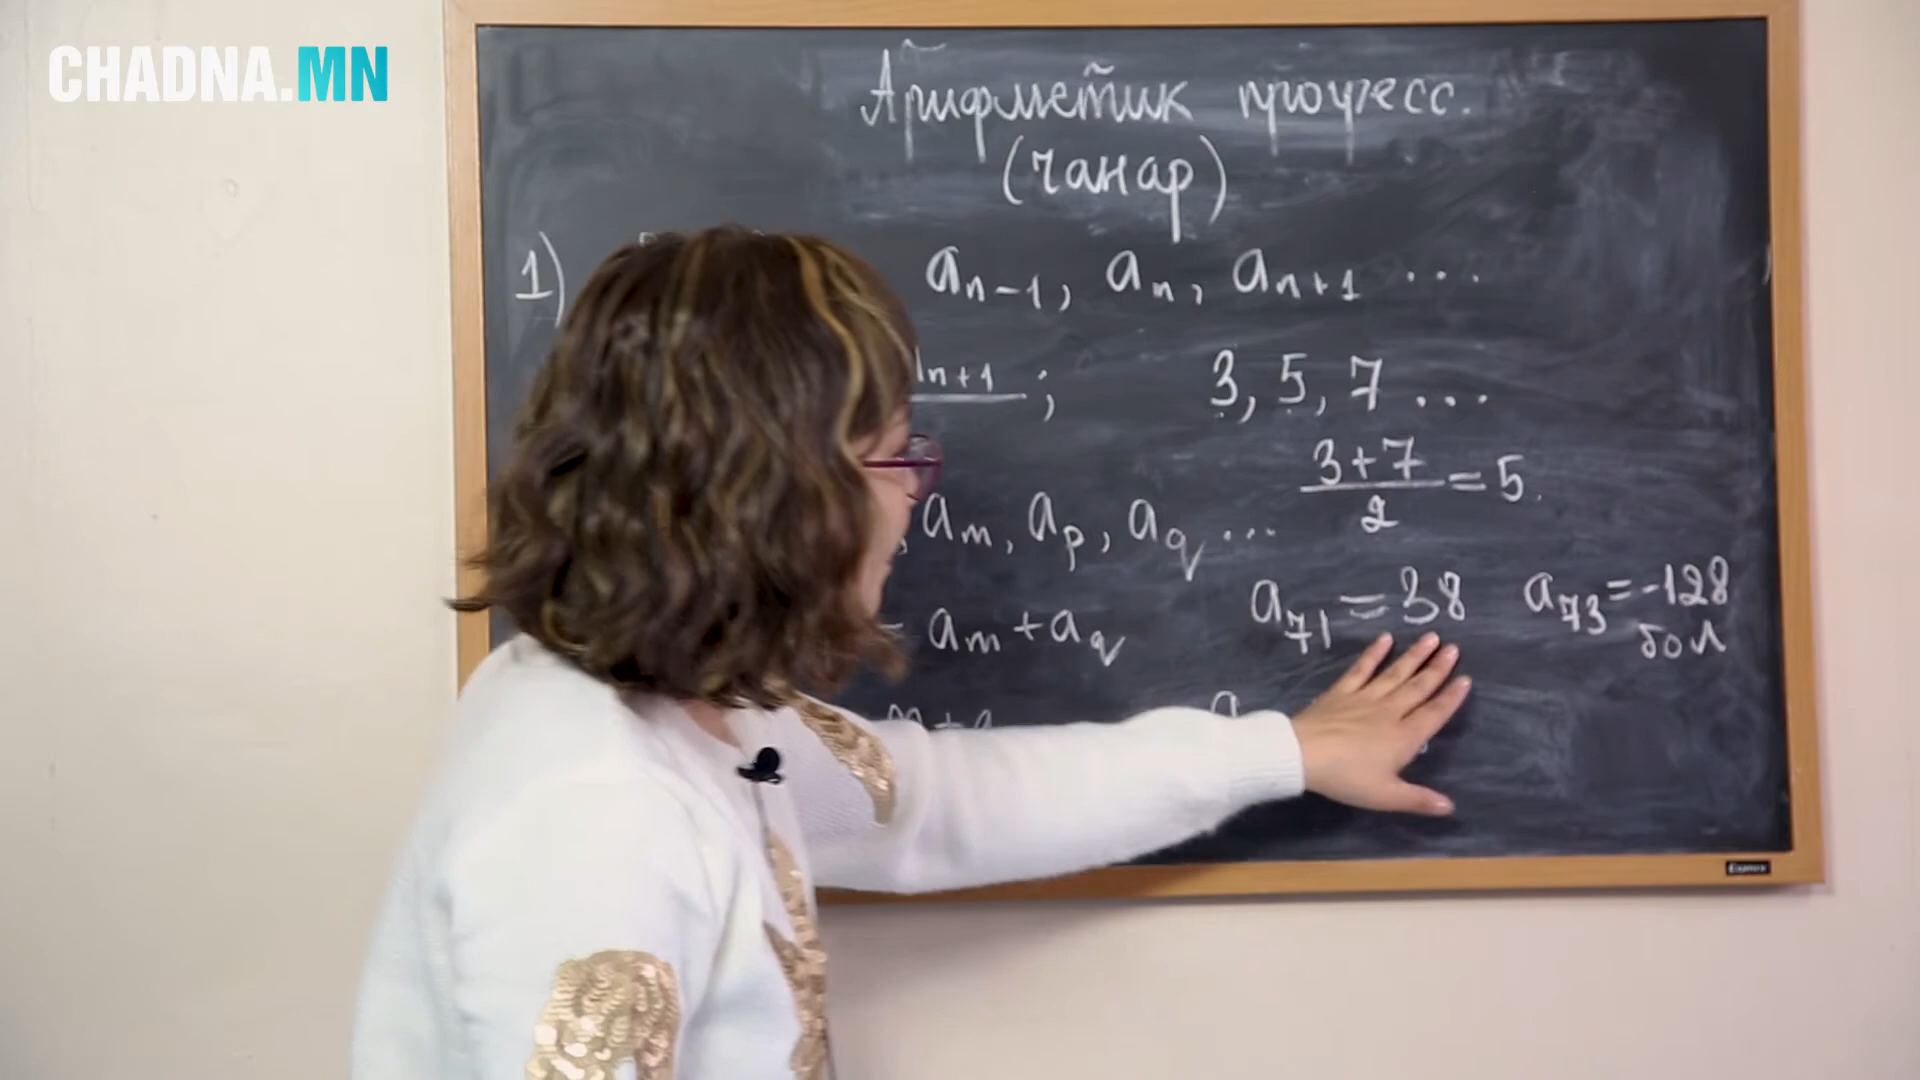 CHADNA.MN
Арифметик прогресс.
(чанар)
1) aₙ₋₁, aₙ, aₙ₊₁ ...
n+1 ; 3, 5, 7 ...
(3+7)/2 = 5.
aₘ, aₚ, a_q ...
a₇₁ = 38 a₇₃ = -128
= aₘ + a_q бол